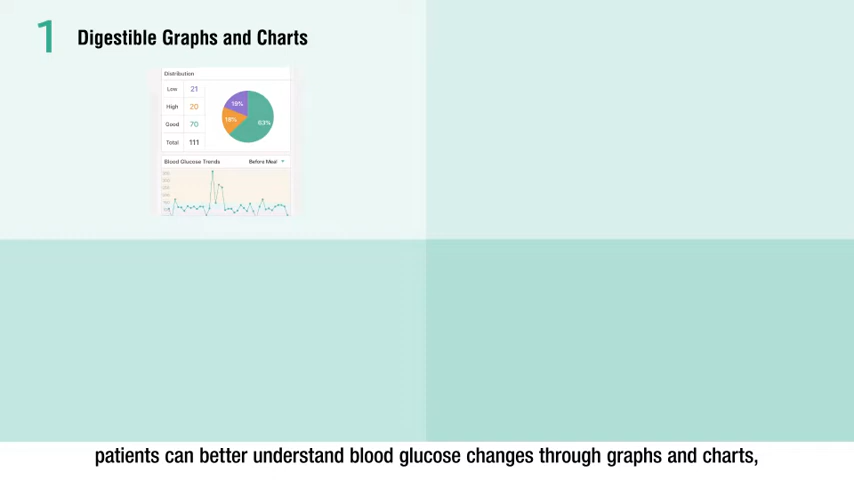 1 Digestible Graphs and Charts
Distribution
Low 21
High 20
Good 70
Total 111
19%
18%
63%
Blood Glucose Trends Before Meal
patients can better understand blood glucose changes through graphs and charts,